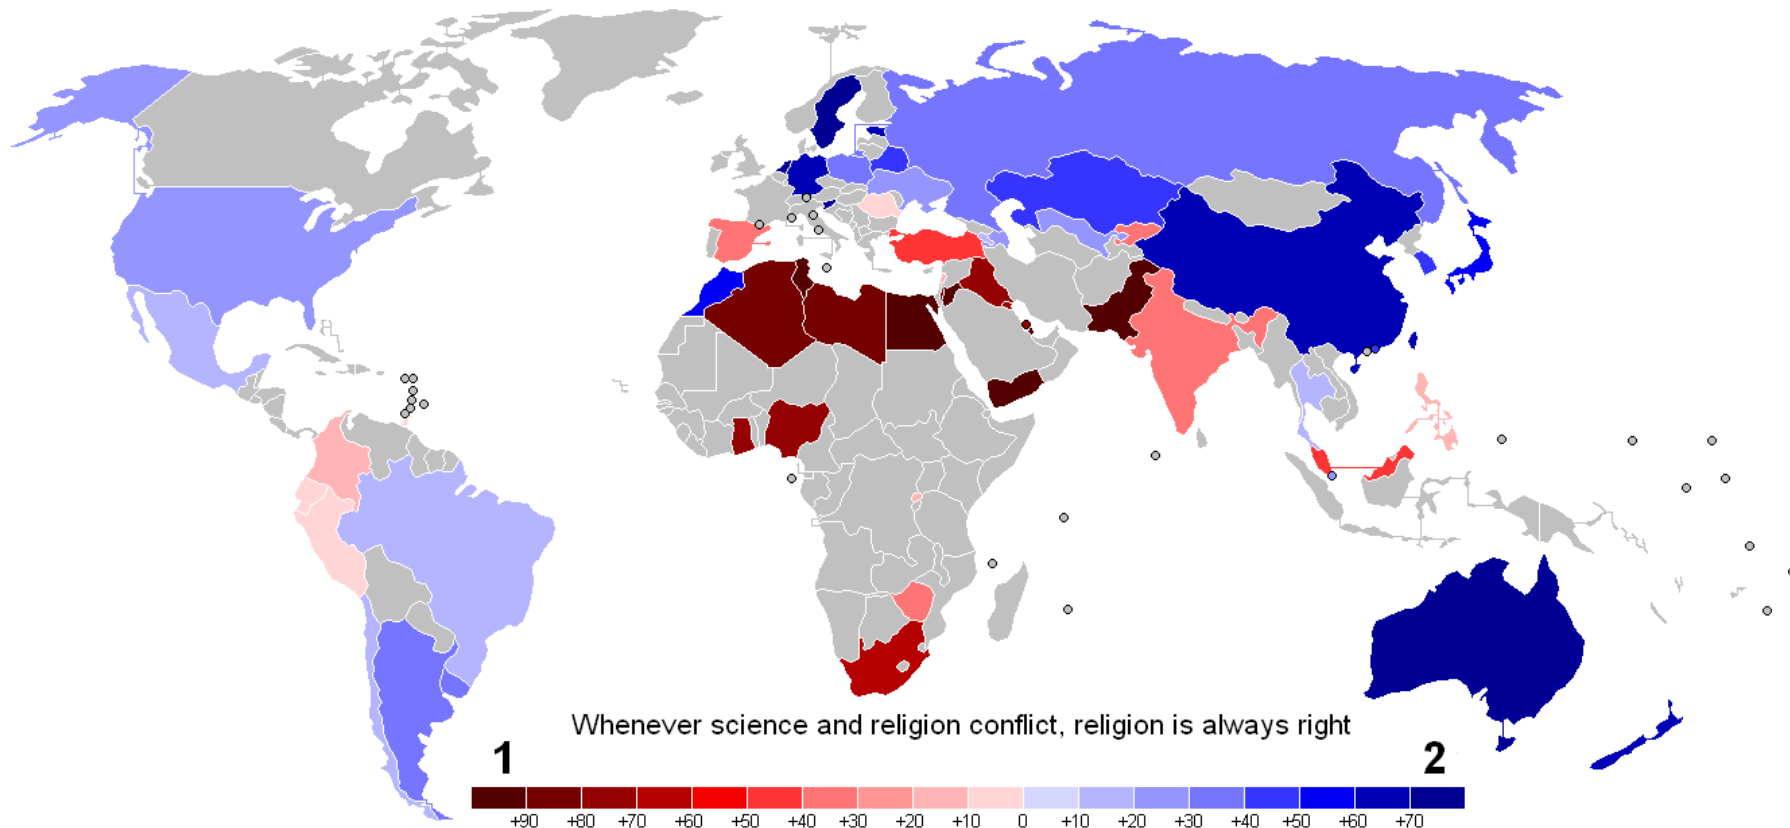 Whenever science and religion conflict, religion is always right
1 2
+90 +80 +70 +60 +50 +40 +30 +20 +10 0 +10 +20 +30 +40 +50 +60 +70